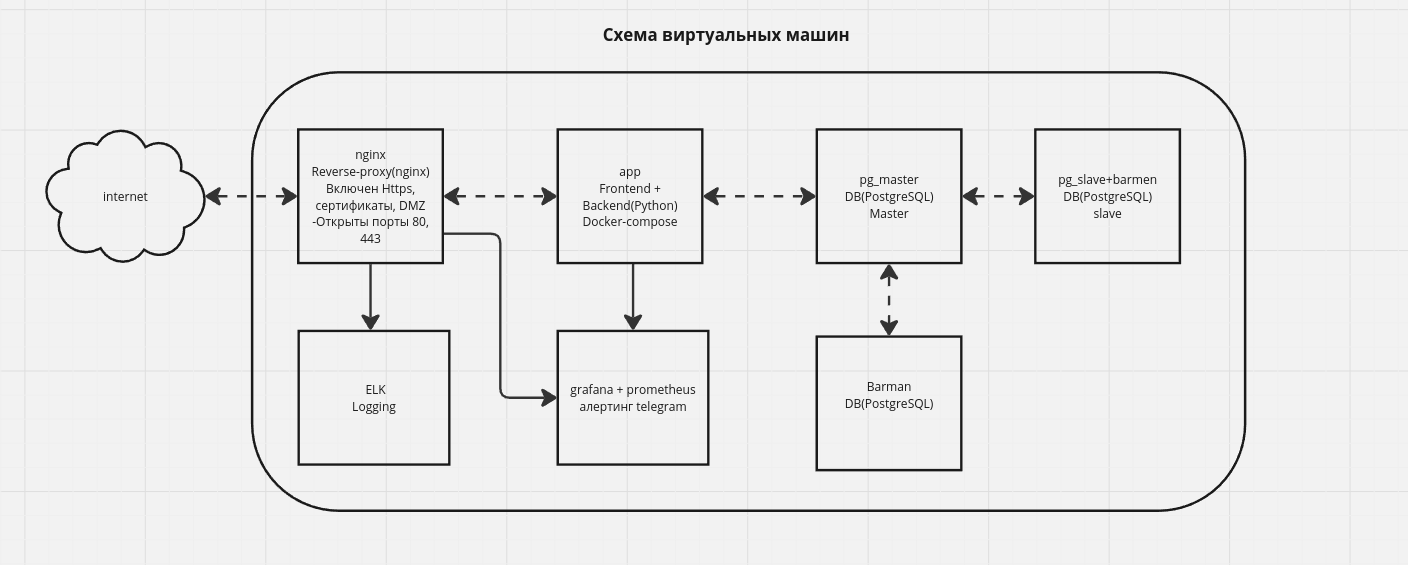 Схема виртуальных машин
internet
nginx
Reverse-proxy(nginx)
Включен Https,
сертификаты, DMZ
-Открыты порты 80,
443
app
Frontend +
Backend(Python)
Docker-compose
pg_master
DB(PostgreSQL)
Master
pg_slave+barmen
DB(PostgreSQL)
slave
ELK
Logging
grafana + prometheus
алертинг telegram
Barman
DB(PostgreSQL)